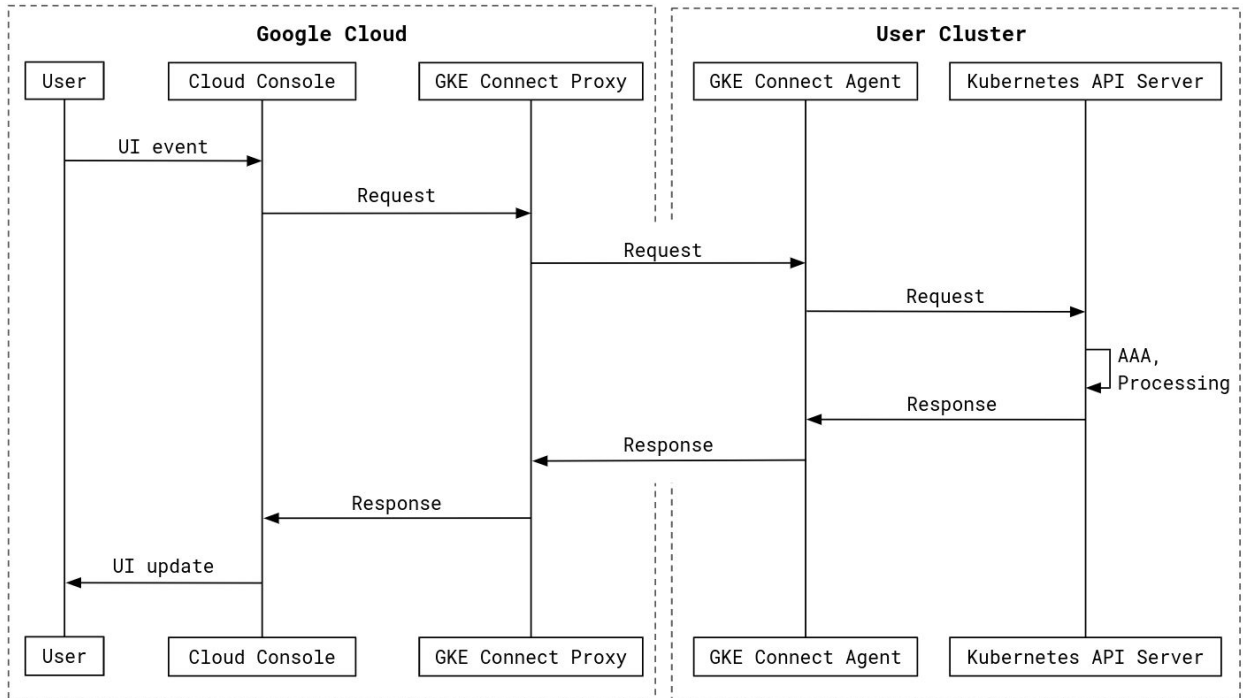 Google Cloud
User Cluster
User
Cloud Console
GKE Connect Proxy
GKE Connect Agent
Kubernetes API Server
UI event
Request
Request
Request
AAA,
Processing
Response
Response
Response
UI update
User
Cloud Console
GKE Connect Proxy
GKE Connect Agent
Kubernetes API Server